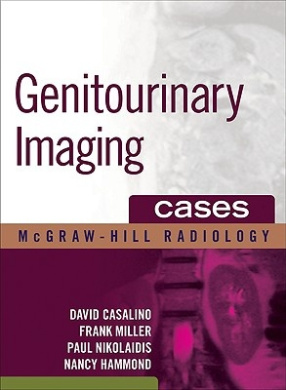 Genitourinary
Imaging
cases
McGRAW-HILL RADIOLOGY
DAVID CASALINO
FRANK MILLER
PAUL NIKOLAIDIS
NANCY HAMMOND